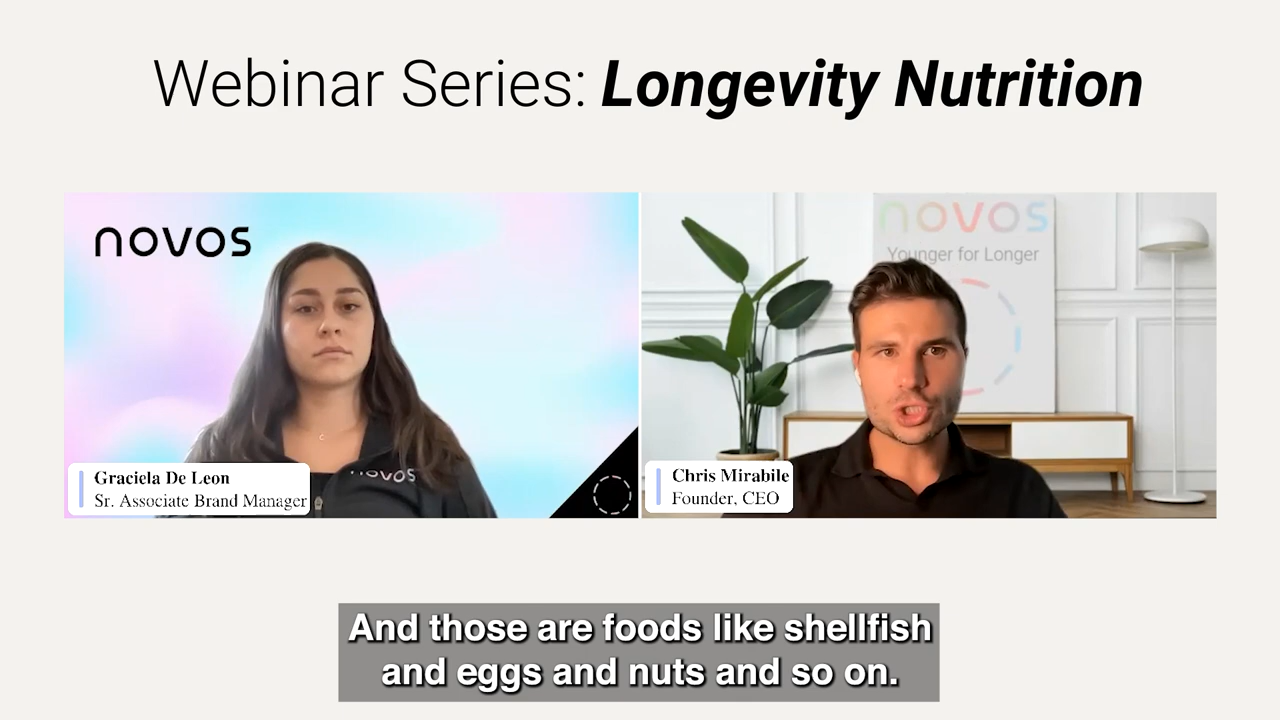 Webinar Series: Longevity Nutrition
novos
novos
Graciela De Leon
Sr. Associate Brand Manager
novos
Younger for Longer
Chris Mirabile
Founder, CEO
And those are foods like shellfish
and eggs and nuts and so on.